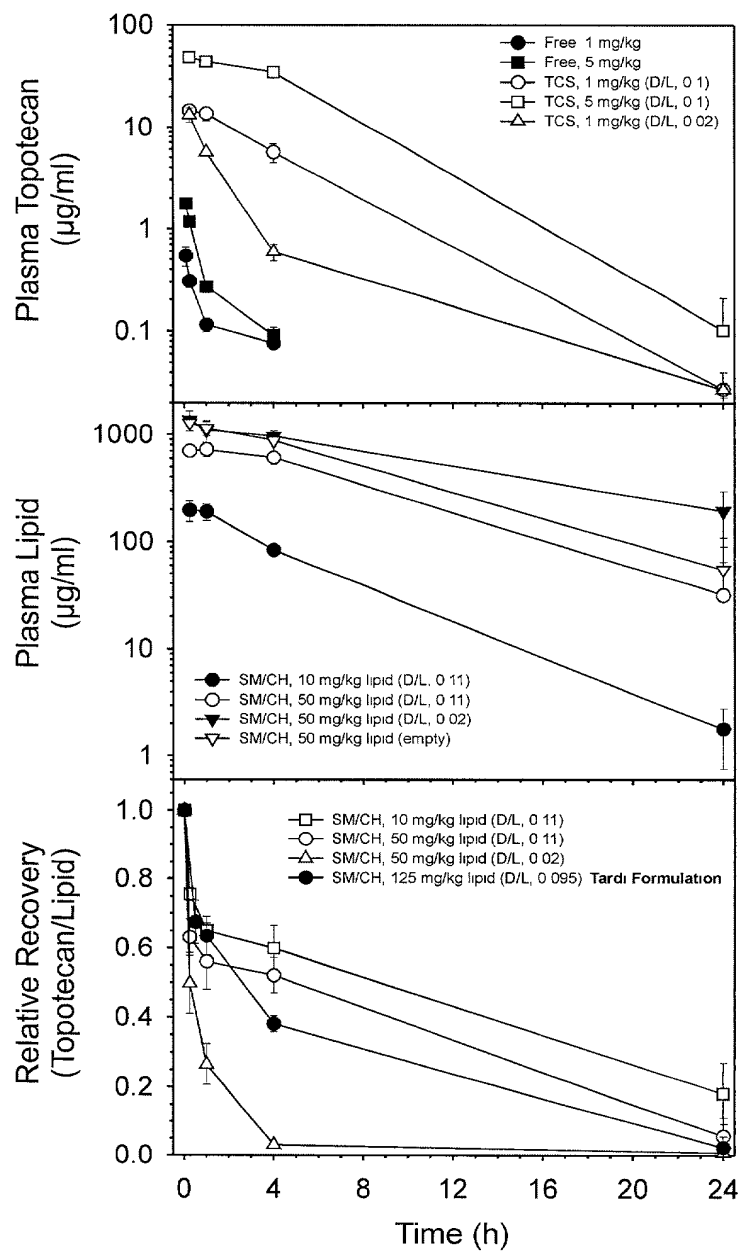 100
10
1
0.1
Plasma Topotecan
(µg/ml)
Free 1 mg/kg
Free, 5 mg/kg
TCS, 1 mg/kg (D/L, 0 1)
TCS, 5 mg/kg (D/L, 0 1)
TCS, 1 mg/kg (D/L, 0 02)
1000
100
10
1
Plasma Lipid
(µg/ml)
SM/CH, 10 mg/kg lipid (D/L, 0 11)
SM/CH, 50 mg/kg lipid (D/L, 0 11)
SM/CH, 50 mg/kg lipid (D/L, 0 02)
SM/CH, 50 mg/kg lipid (empty)
1.0
0.8
0.6
0.4
0.2
0.0
Relative Recovery
(Topotecan/Lipid)
SM/CH, 10 mg/kg lipid (D/L, 0 11)
SM/CH, 50 mg/kg lipid (D/L, 0 11)
SM/CH, 50 mg/kg lipid (D/L, 0 02)
SM/CH, 125 mg/kg lipid (D/L, 0 095) Tardi Formulation
0 4 8 12 16 20 24
Time (h)